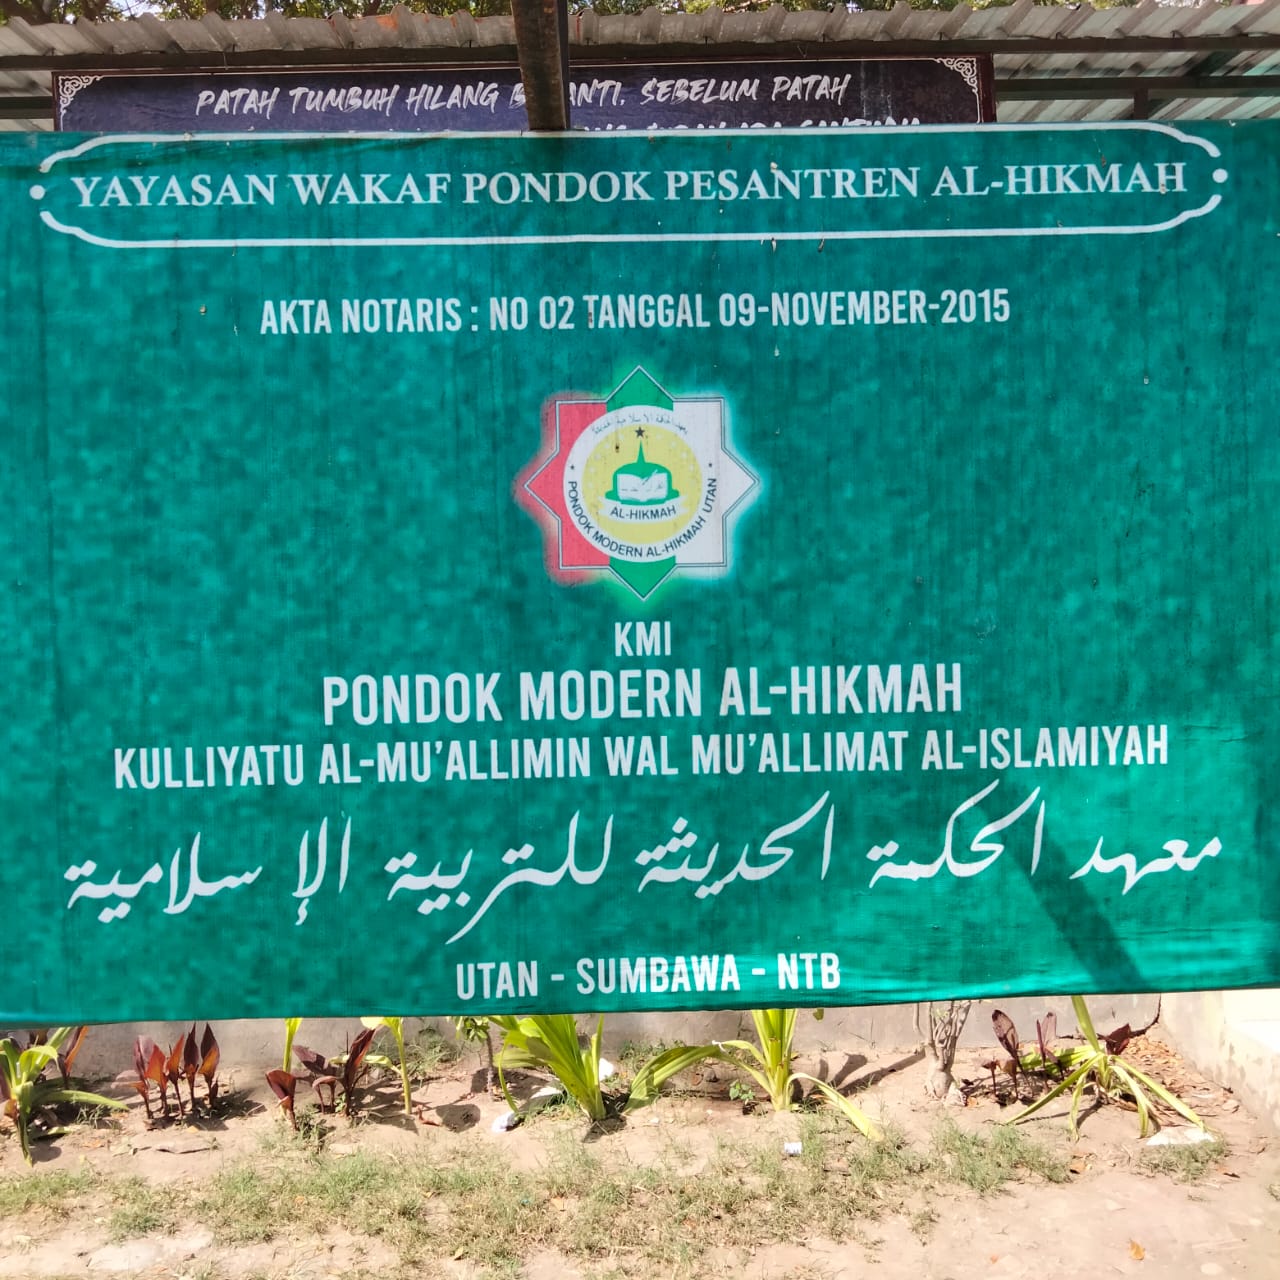 PATAH TUMBUH HILANG BERGANTI, SEBELUM PATAH
YAYASAN WAKAF PONDOK PESANTREN AL-HIKMAH
AKTA NOTARIS : NO 02 TANGGAL 09-NOVEMBER-2015
AL-HIKMAH
PONDOK MODERN AL-HIKMAH UTAN
KMI
PONDOK MODERN AL-HIKMAH
KULLIYATU AL-MU'ALLIMIN WAL MU'ALLIMAT AL-ISLAMIYAH
معهد الحكمة الحديثة للتربية الإسلامية
UTAN - SUMBAWA - NTB